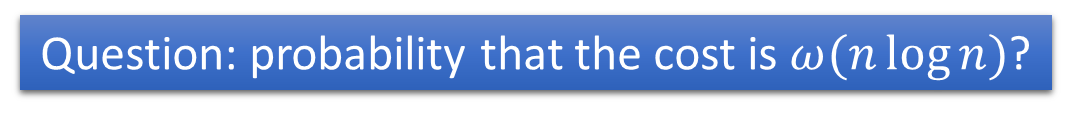 Question: probability that the cost is 𝜔(𝑛 log 𝑛)?